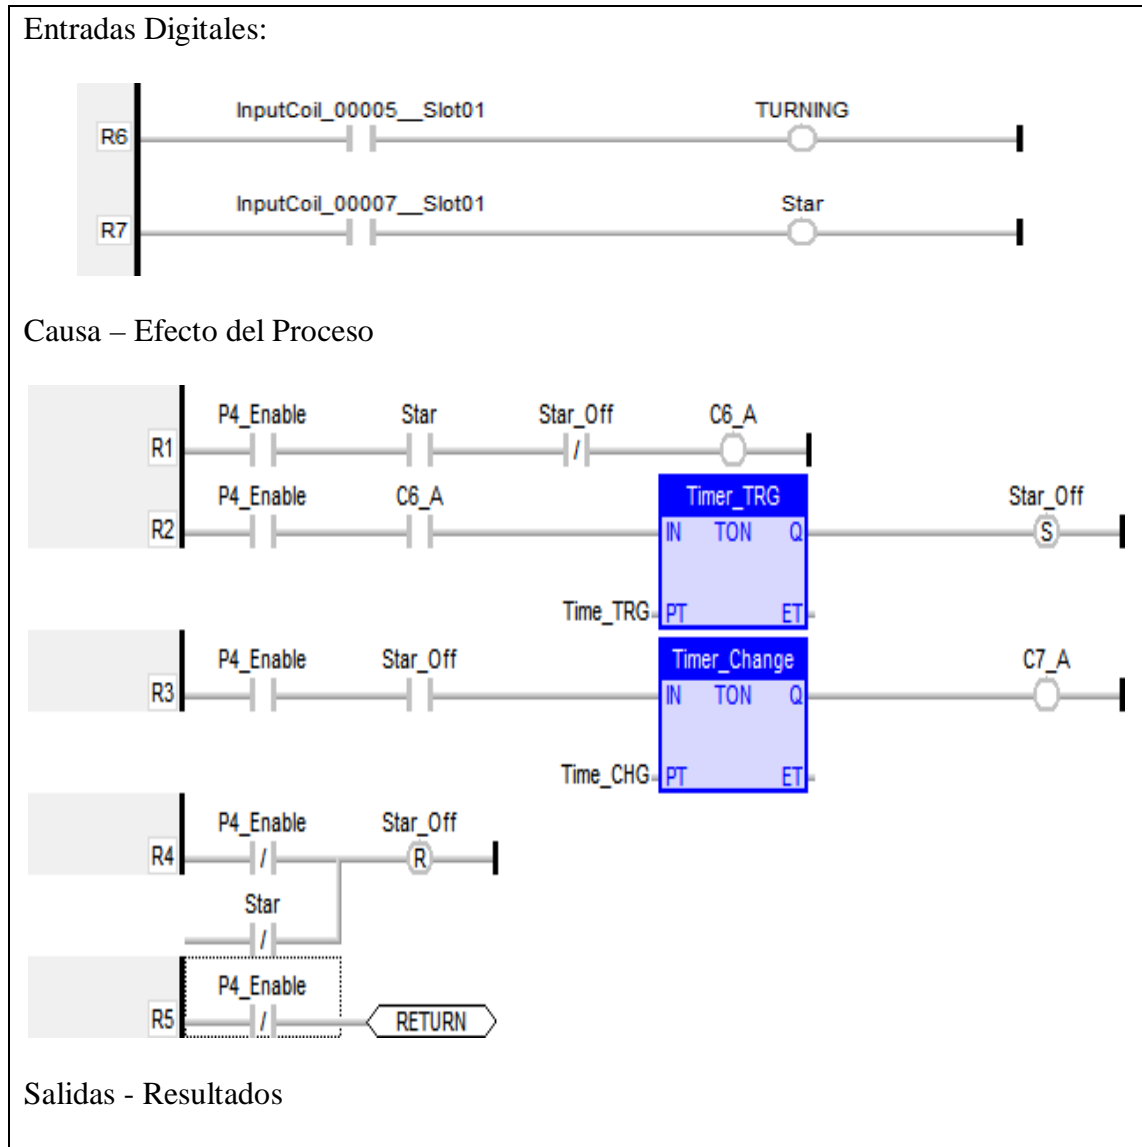 Entradas Digitales:
InputCoil_00005__Slot01 TURNING
R6
InputCoil_00007__Slot01 Star
R7
Causa – Efecto del Proceso
P4_Enable Star Star_Off C6_A
R1 /
P4_Enable C6_A Timer_TRG Star_Off
R2 IN TON Q S
Time_TRG PT ET
P4_Enable Star_Off Timer_Change C7_A
R3 IN TON Q
Time_CHG PT ET
P4_Enable Star_Off
R4 / R
Star
/
P4_Enable
R5 / RETURN
Salidas - Resultados